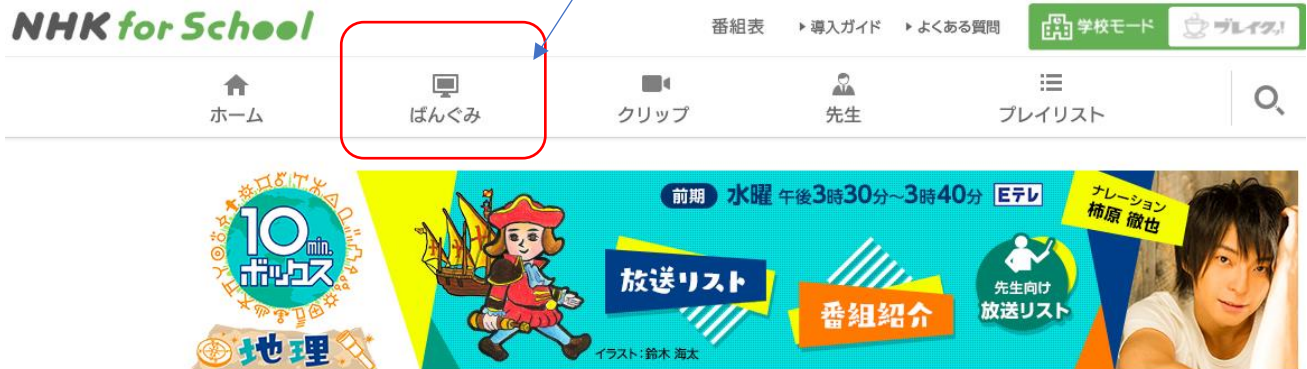 NHK for School
番組表 ▸導入ガイド ▸よくある質問 学校モード ブレイク!
ホーム ばんぐみ クリップ 先生 プレイリスト
前期 水曜 午後3時30分~3時40分 Eテレ
10min.
ボックス
地理
放送リスト
番組紹介
先生向け
放送リスト
イラスト:鈴木 海太
ナレーション
柿原 徹也